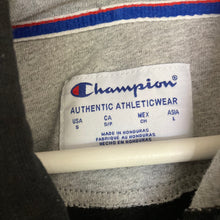 Champion
AUTHENTIC ATHLETICWEAR
USA CA MEX ASIA
S S/P CH L
MADE IN HONDURAS
FABRIQUÉ AU HONDURAS
HECHO EN HONDURAS